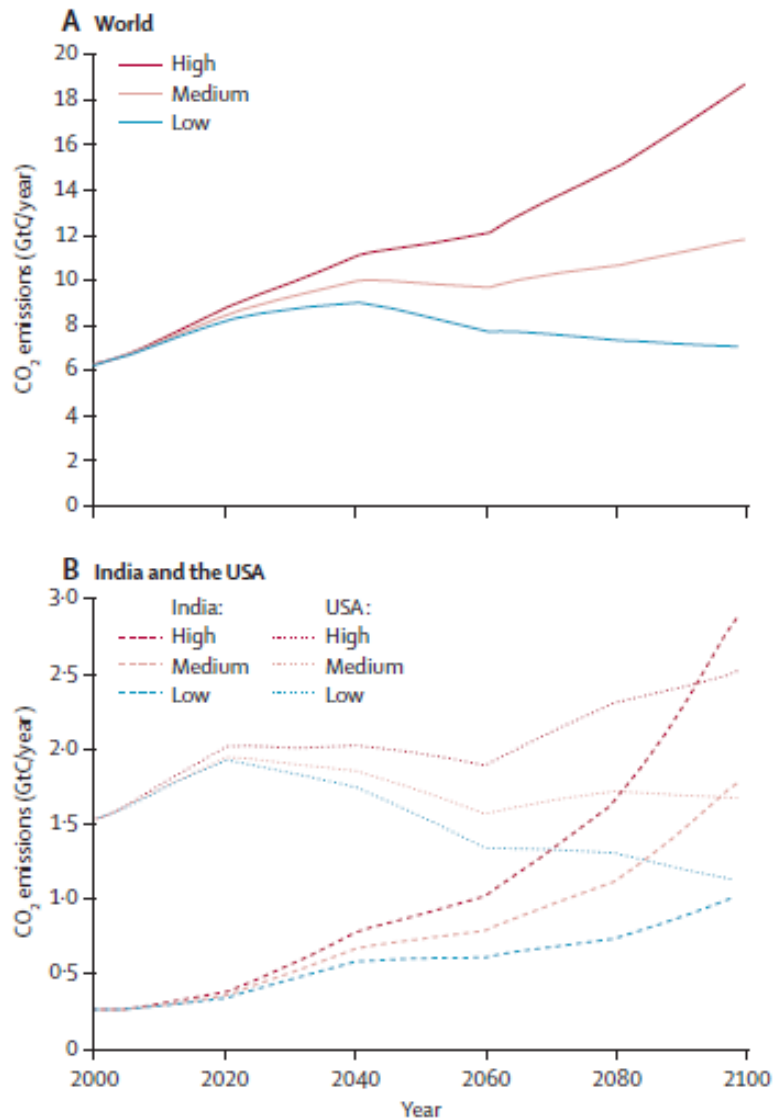 A World
20
18
16
14
12
10
8
6
4
2
0
CO₂ emissions (GtC/year)
High
Medium
Low
B India and the USA
3·0
2·5
2·0
1·5
1·0
0·5
0
CO₂ emissions (GtC/year)
India: USA:
High High
Medium Medium
Low Low
2000 2020 2040 2060 2080 2100
Year